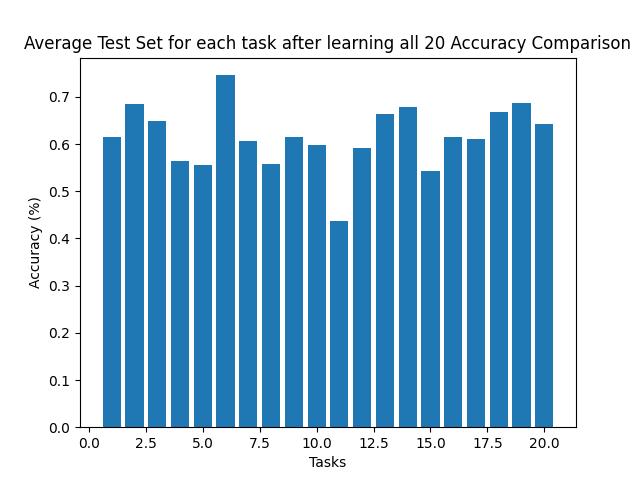 Average Test Set for each task after learning all 20 Accuracy Comparison
0.7
0.6
0.5
0.4
0.3
0.2
0.1
0.0
Accuracy (%)
0.0 2.5 5.0 7.5 10.0 12.5 15.0 17.5 20.0
Tasks